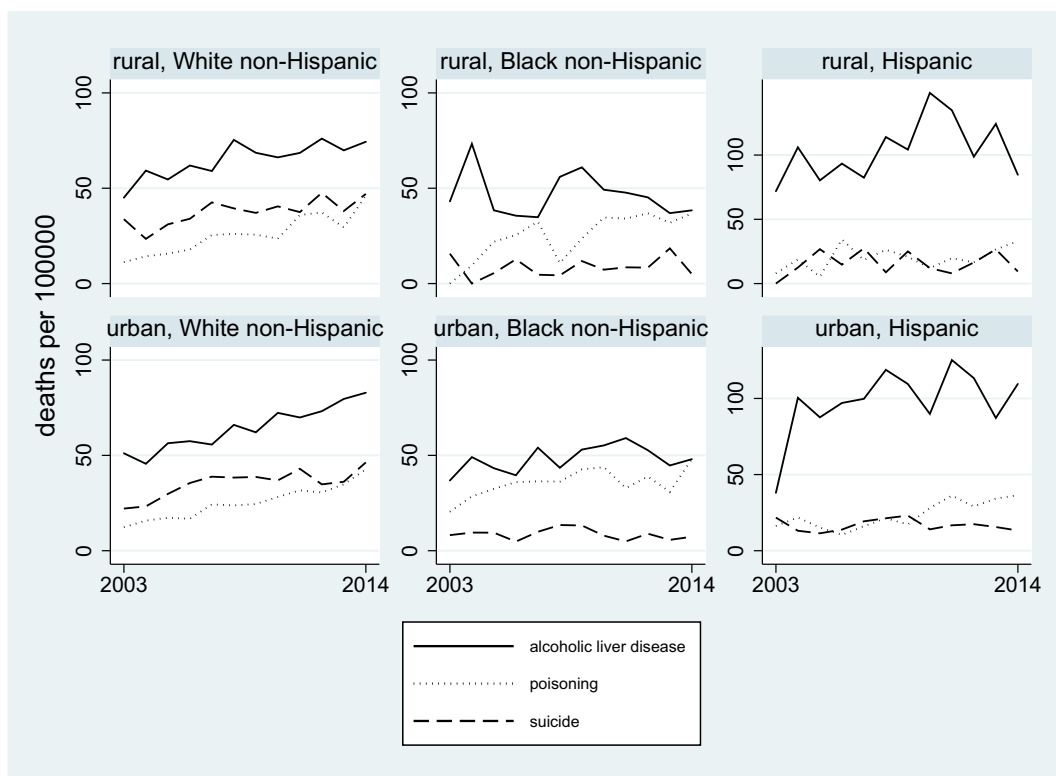 deaths per 100000
rural, White non-Hispanic
rural, Black non-Hispanic
rural, Hispanic
100
50
0
100
50
0
100
50
0
urban, White non-Hispanic
urban, Black non-Hispanic
urban, Hispanic
100
50
0
100
50
0
100
50
0
2003 2014
2003 2014
2003 2014
alcoholic liver disease
poisoning
suicide